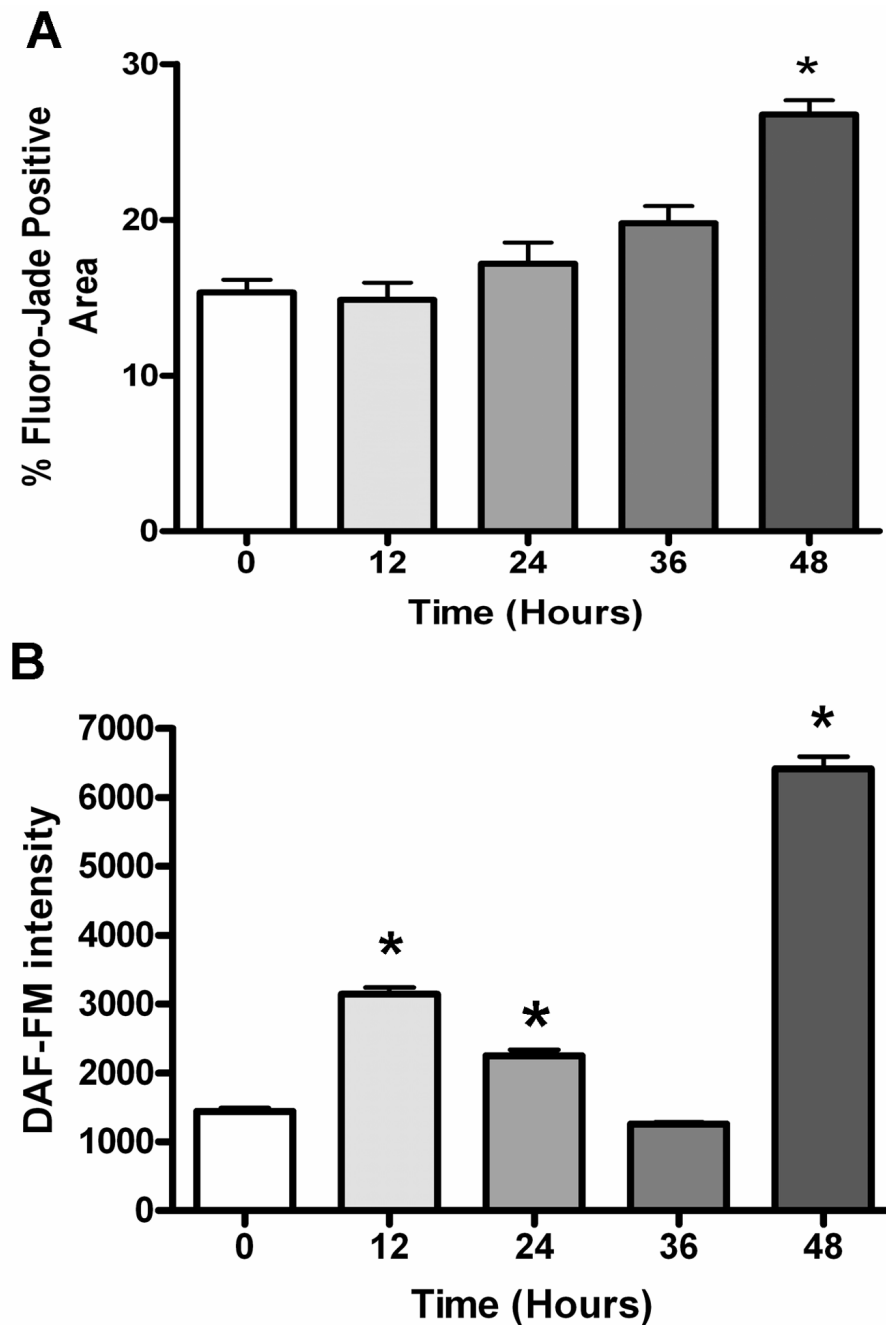 A
% Fluoro-Jade Positive
Area
30
20
10
0
*
0 12 24 36 48
Time (Hours)
B
DAF-FM intensity
7000
6000
5000
4000
3000
2000
1000
0
* * *
0 12 24 36 48
Time (Hours)